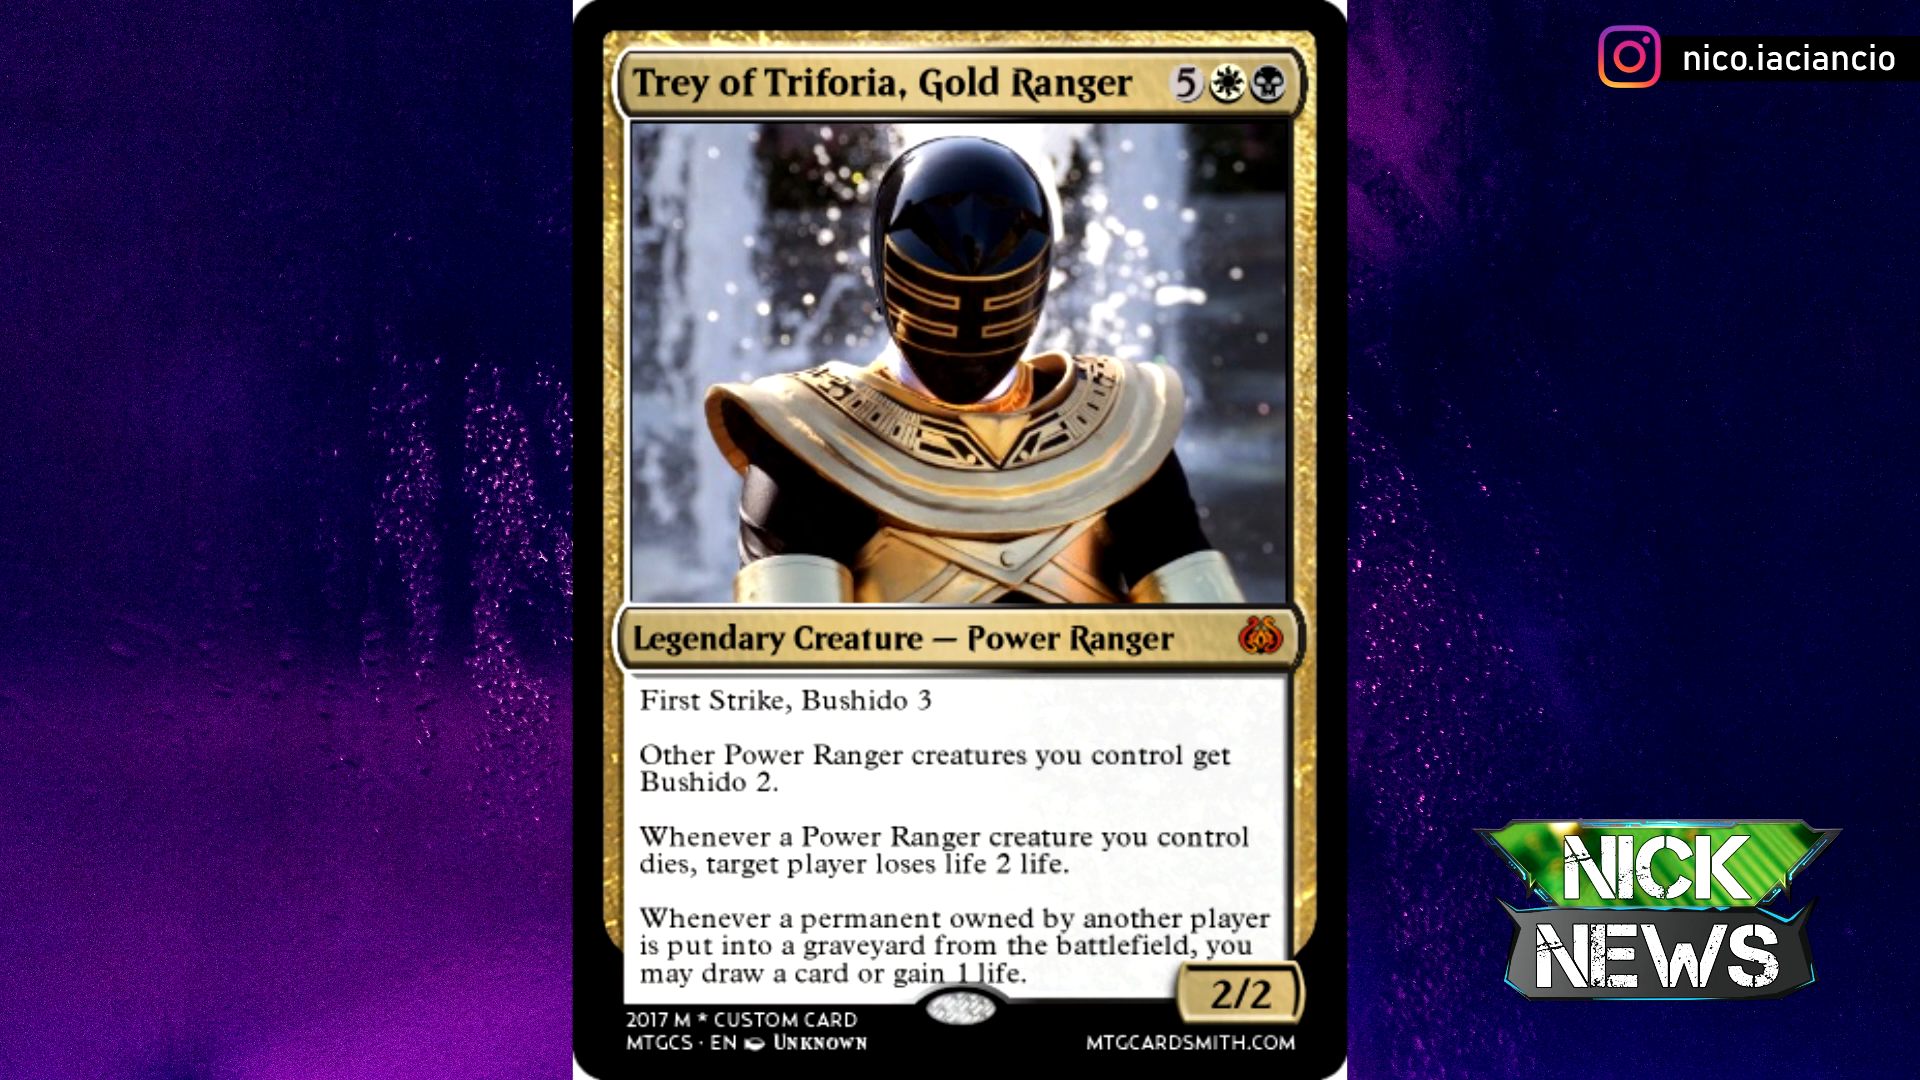 nico.iaciancio
Trey of Triforia, Gold Ranger 5
Legendary Creature — Power Ranger
First Strike, Bushido 3
Other Power Ranger creatures you control get
Bushido 2.
Whenever a Power Ranger creature you control
dies, target player loses life 2 life.
Whenever a permanent owned by another player
is put into a graveyard from the battlefield, you
may draw a card or gain 1 life.
2/2
2017 M * CUSTOM CARD
MTGCS · EN Unknown
MTGCARDSMITH.COM
NICK
NEWS